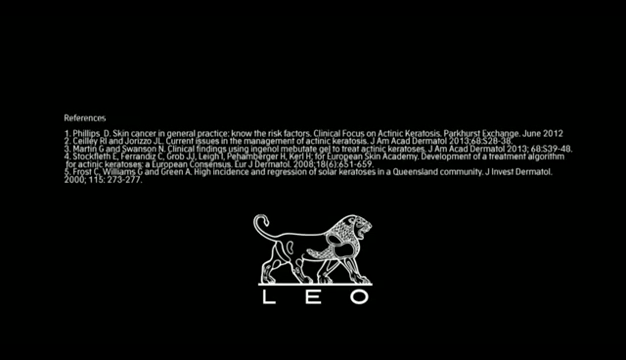 References
1. Phillips D. Skin cancer in general practice: know the risk factors. Clinical Focus on Actinic Keratosis. Parkhurst Exchange. June 2012
2. Ceilley RI and Jorizzo JL. Current issues in the management of actinic keratosis. J Am Acad Dermatol 2013;68:S28-38.
3. Martin G and Swanson N. Clinical findings using ingenol mebutate gel to treat actinic keratoses. J Am Acad Dermatol 2013; 68:S39-48.
4. Stockfleth E, Ferrandiz C, Grob JJ, Leigh I, Pehamberger H, Kerl H; for European Skin Academy. Development of a treatment algorithm
for actinic keratoses: a European Consensus. Eur J Dermatol. 2008;18(6):651-659.
5. Frost C, Williams G and Green A. High incidence and regression of solar keratoses in a Queensland community. J Invest Dermatol.
2000; 115: 273-277.
LEO